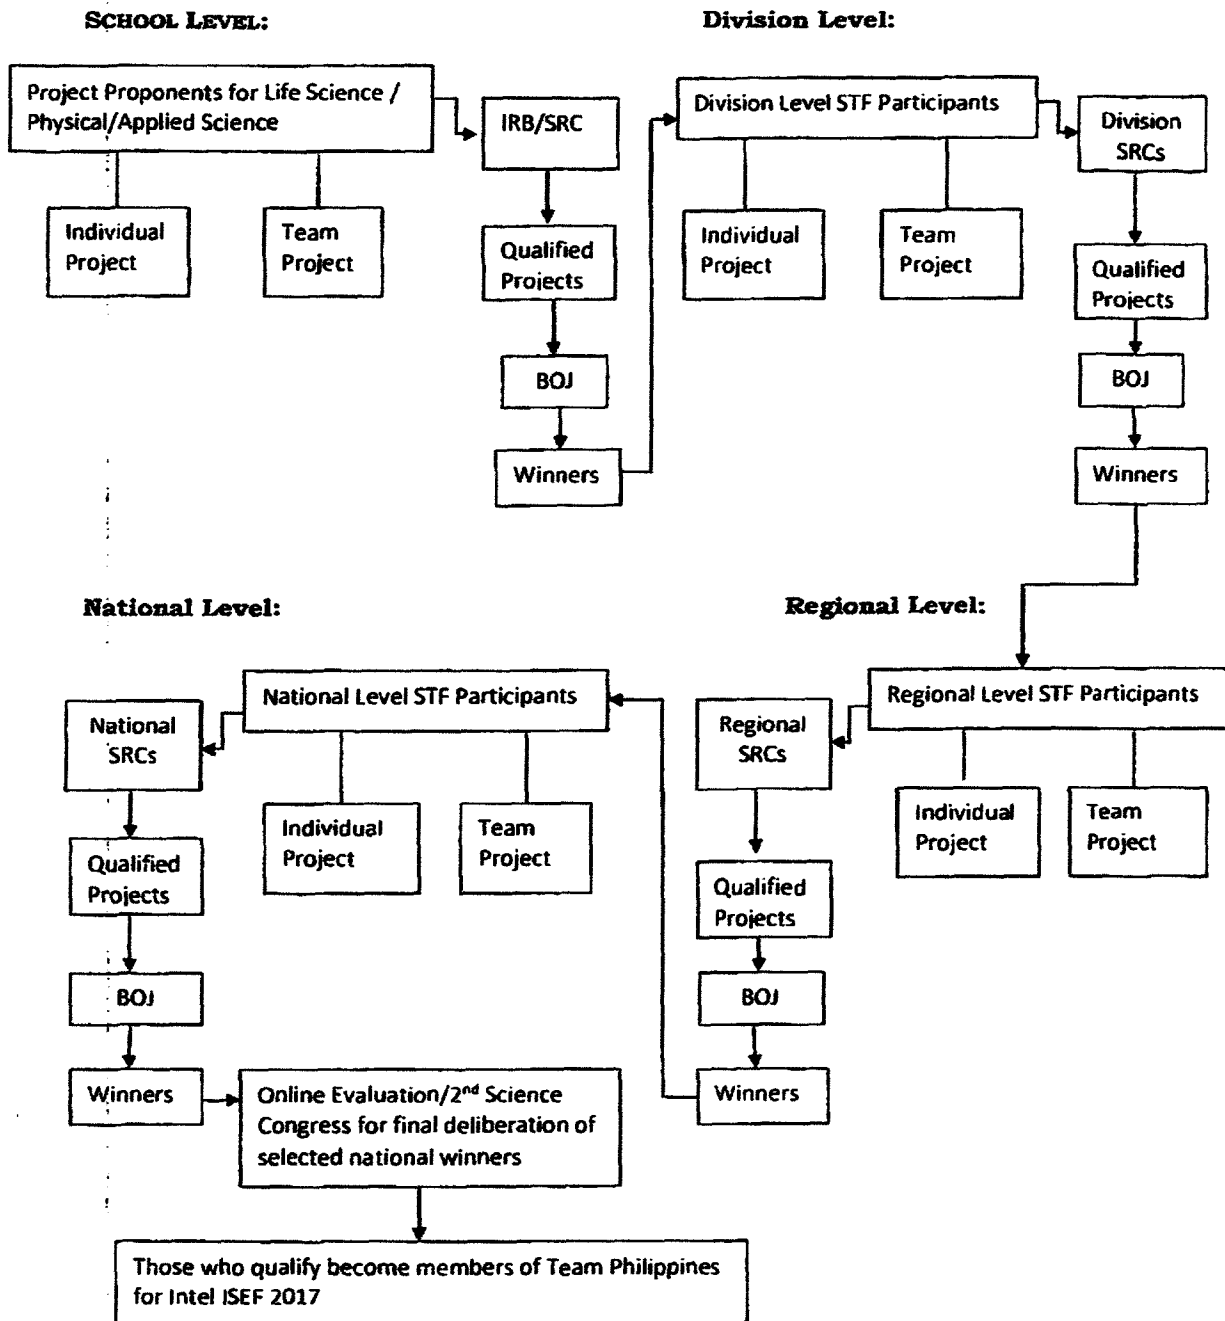 SCHOOL LEVEL:
Project Proponents for Life Science /
Physical/Applied Science
IRB/SRC
Individual
Project
Team
Project
Qualified
Projects
BOJ
Winners
Division Level:
Division Level STF Participants
Division
SRCs
Individual
Project
Team
Project
Qualified
Projects
BOJ
Winners
Regional Level:
Regional Level STF Participants
Regional
SRCs
Individual
Project
Team
Project
Qualified
Projects
BOJ
Winners
National Level:
National Level STF Participants
National
SRCs
Individual
Project
Team
Project
Qualified
Projects
BOJ
Winners
Online Evaluation/2nd Science
Congress for final deliberation of
selected national winners
Those who qualify become members of Team Philippines
for Intel ISEF 2017